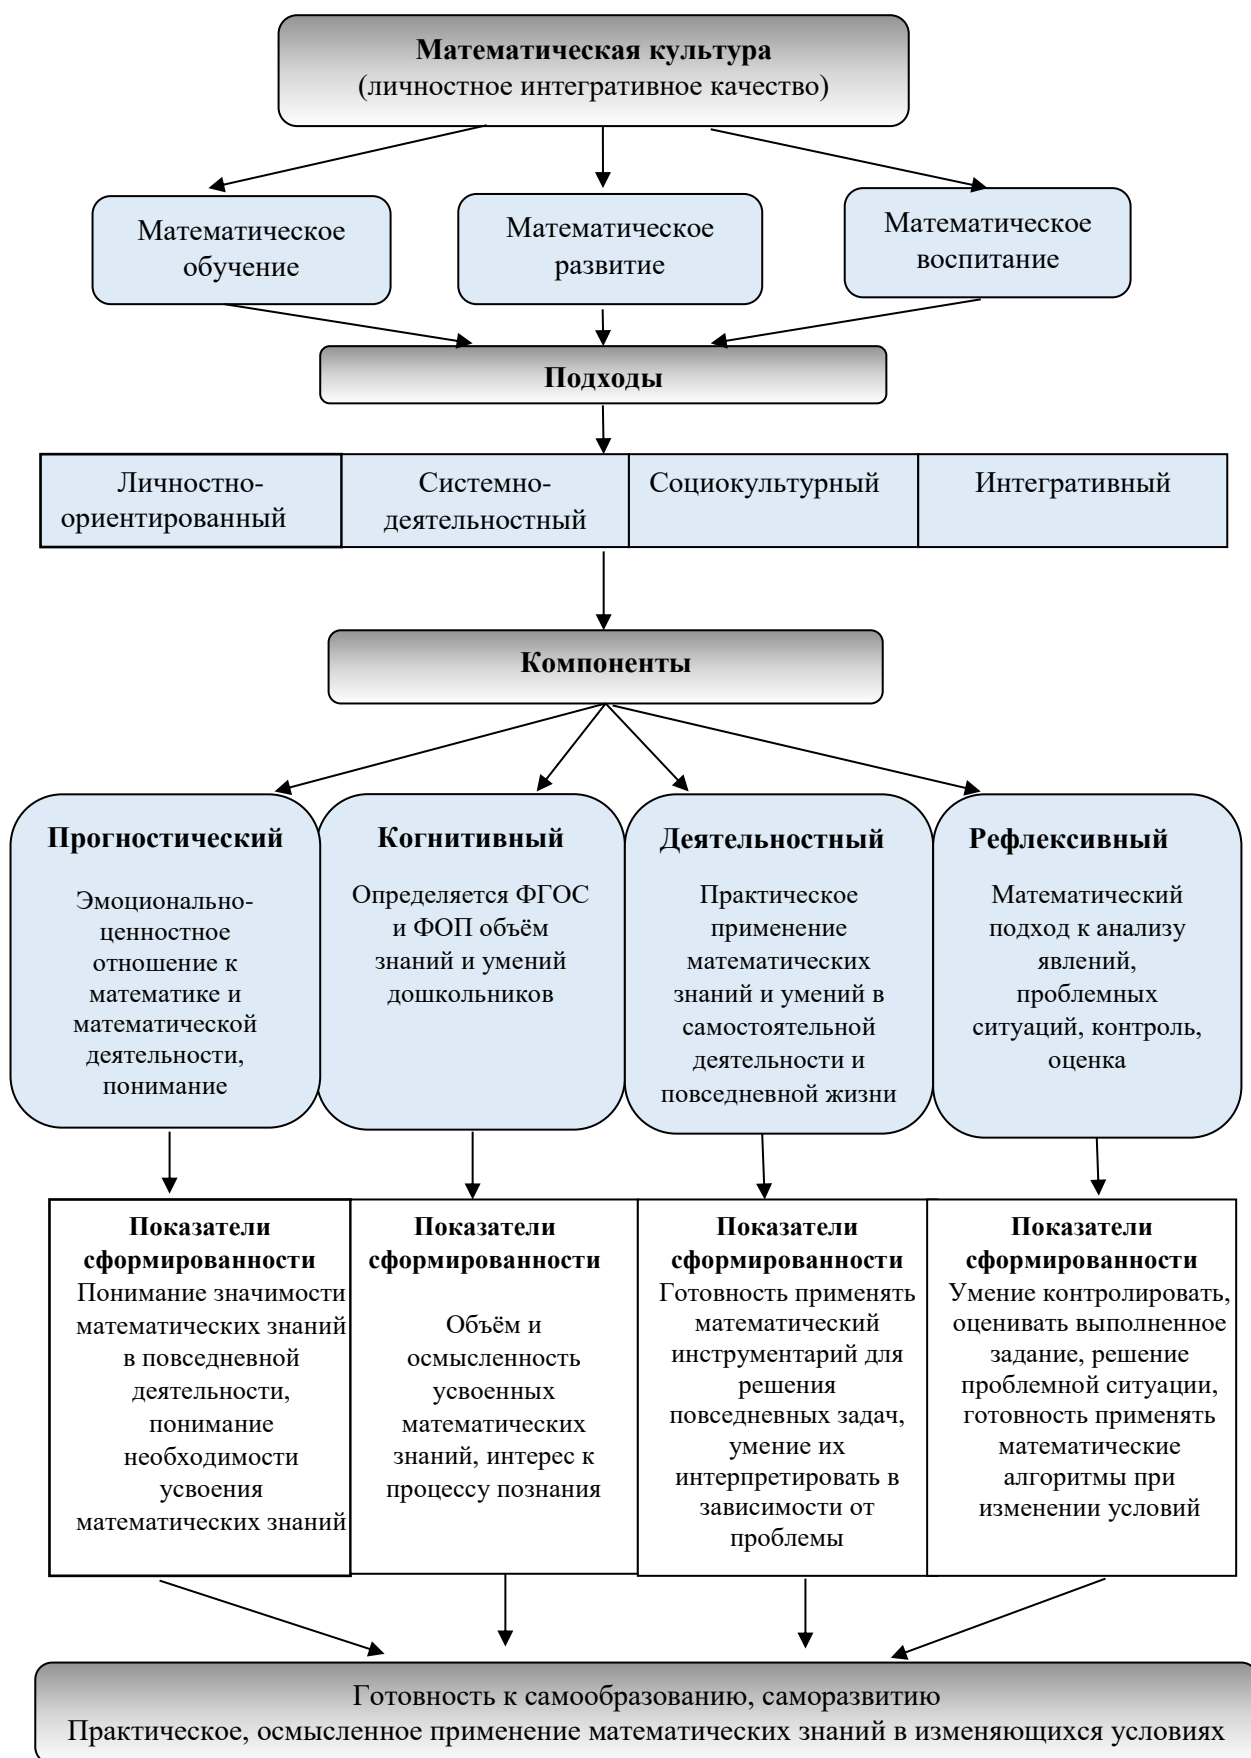 Математическая культура
(личностное интегративное качество)
Математическое
обучение
Математическое
развитие
Математическое
воспитание
Подходы
Личностно-
ориентированный
Системно-
деятельностный
Социокультурный
Интегративный
Компоненты
Прогностический
Эмоционально-
ценностное
отношение к
математике и
математической
деятельности,
понимание
Когнитивный
Определяется ФГОС
и ФОП объём
знаний и умений
дошкольников
Деятельностный
Практическое
применение
математических
знаний и умений в
самостоятельной
деятельности и
повседневной жизни
Рефлексивный
Математический
подход к анализу
явлений,
проблемных
ситуаций, контроль,
оценка
Показатели
сформированности
Понимание значимости
математических знаний
в повседневной
деятельности,
понимание
необходимости
усвоения
математических знаний
Показатели
сформированности
Объём и
осмысленность
усвоенных
математических
знаний, интерес к
процессу познания
Показатели
сформированности
Готовность применять
математический
инструментарий для
решения
повседневных задач,
умение их
интерпретировать в
зависимости от
проблемы
Показатели
сформированности
Умение контролировать,
оценивать выполненное
задание, решение
проблемной ситуации,
готовность применять
математические
алгоритмы при
изменении условий
Готовность к самообразованию, саморазвитию
Практическое, осмысленное применение математических знаний в изменяющихся условиях